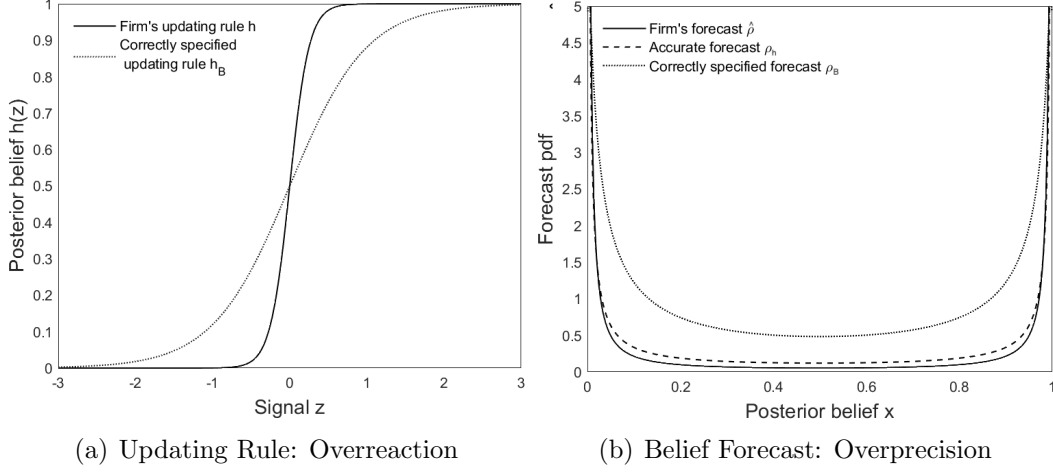 Firm's updating rule h
Correctly specified
updating rule h_B
1
0.9
0.8
0.7
0.6
0.5
0.4
0.3
0.2
0.1
0
-3
-2
-1
0
1
2
3
Posterior belief h(z)
Signal z
(a) Updating Rule: Overreaction
Firm's forecast ρ̂
Accurate forecast ρ_h
Correctly specified forecast ρ_B
5
4.5
4
3.5
3
2.5
2
1.5
1
0.5
0
0
0.2
0.4
0.6
0.8
1
Forecast pdf
Posterior belief x
(b) Belief Forecast: Overprecision